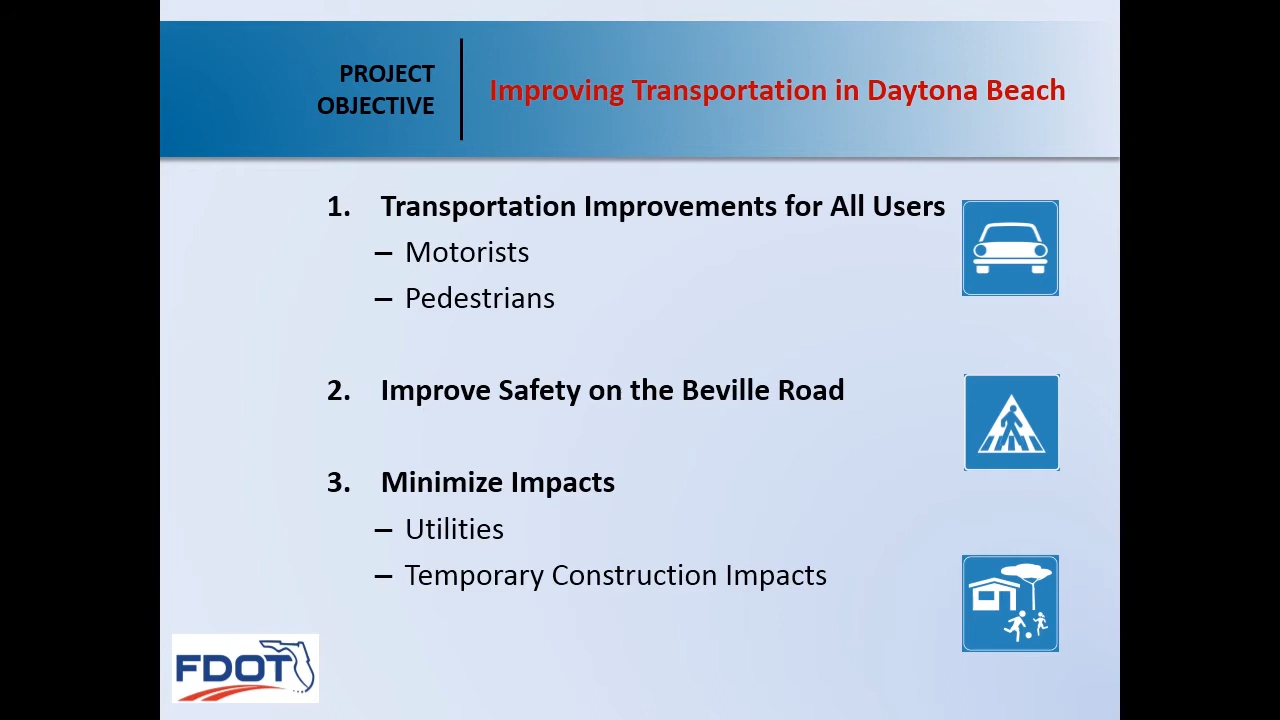 PROJECT
OBJECTIVE
Improving Transportation in Daytona Beach
1. Transportation Improvements for All Users
– Motorists
– Pedestrians
2. Improve Safety on the Beville Road
3. Minimize Impacts
– Utilities
– Temporary Construction Impacts
FDOT